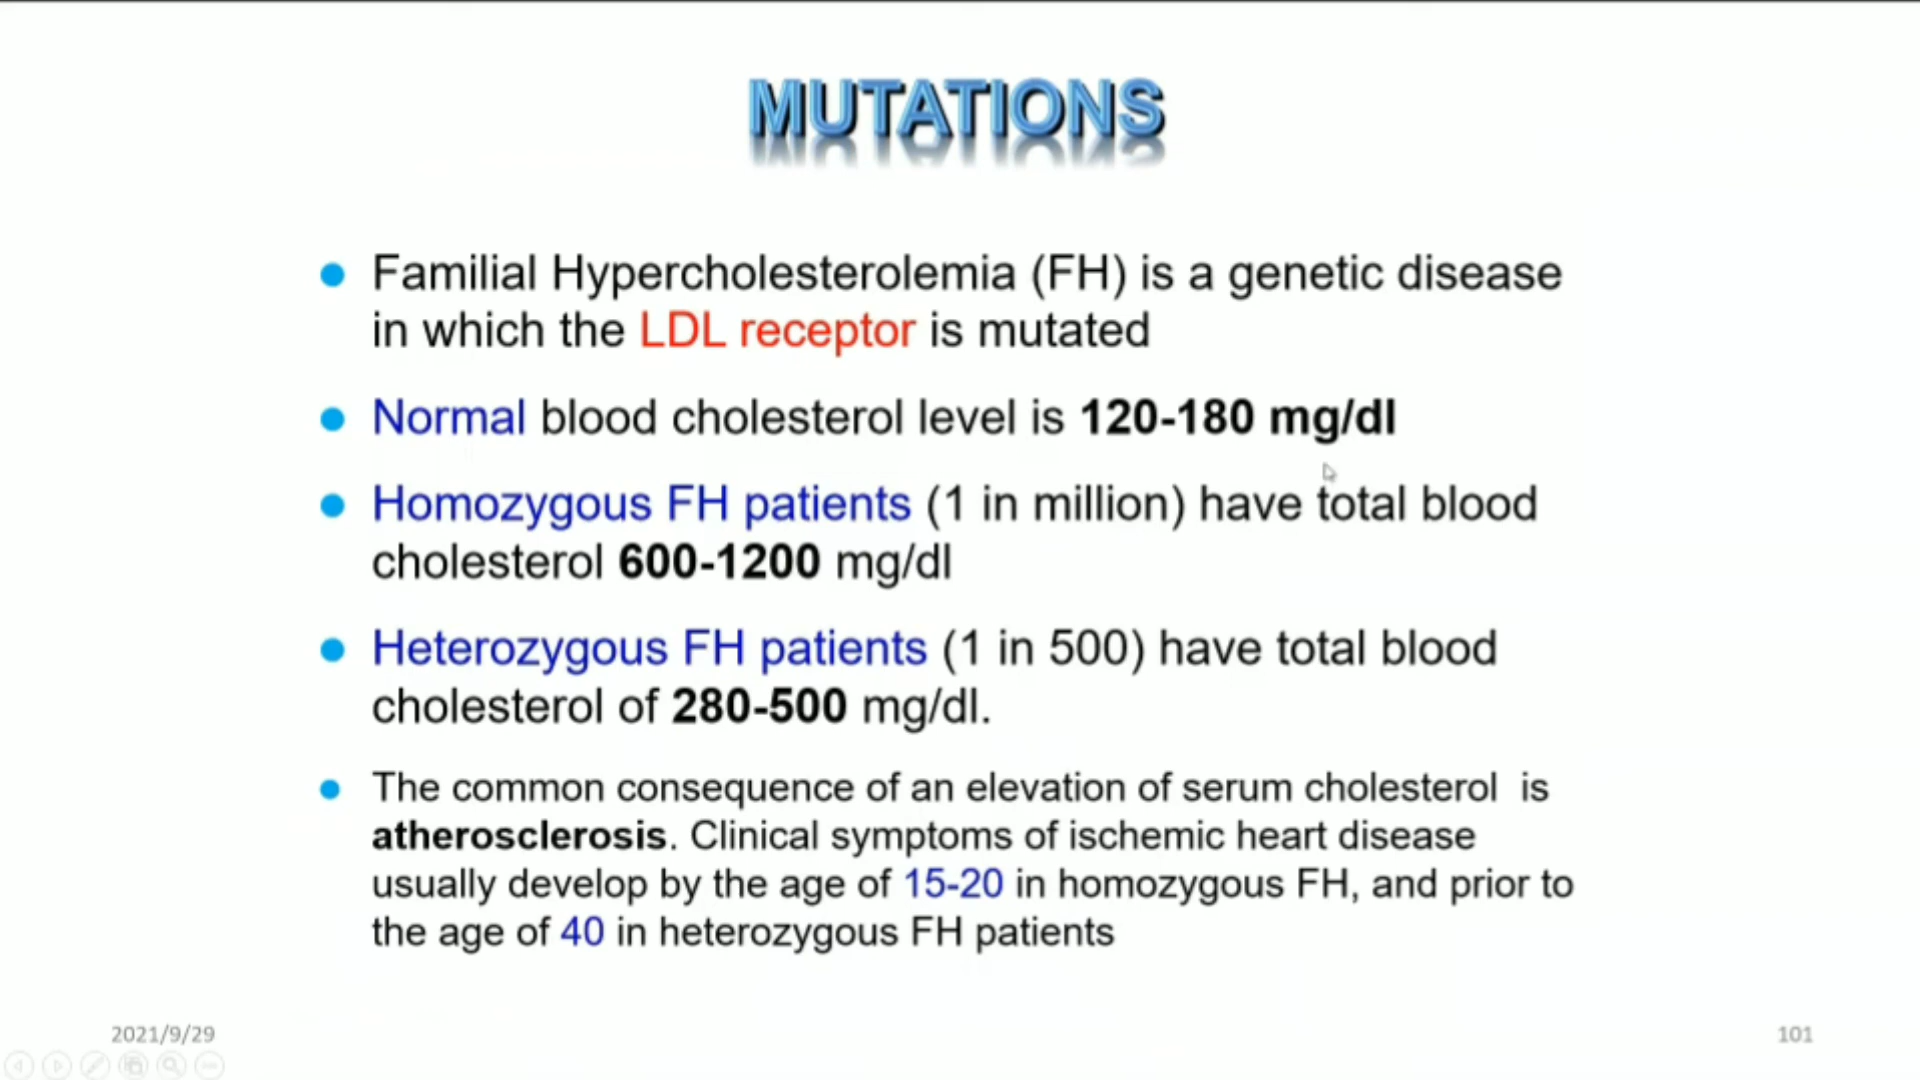 MUTATIONS
Familial Hypercholesterolemia (FH) is a genetic disease
in which the LDL receptor is mutated
Normal blood cholesterol level is 120-180 mg/dl
Homozygous FH patients (1 in million) have total blood
cholesterol 600-1200 mg/dl
Heterozygous FH patients (1 in 500) have total blood
cholesterol of 280-500 mg/dl.
The common consequence of an elevation of serum cholesterol is
atherosclerosis. Clinical symptoms of ischemic heart disease
usually develop by the age of 15-20 in homozygous FH, and prior to
the age of 40 in heterozygous FH patients
2021/9/29
101